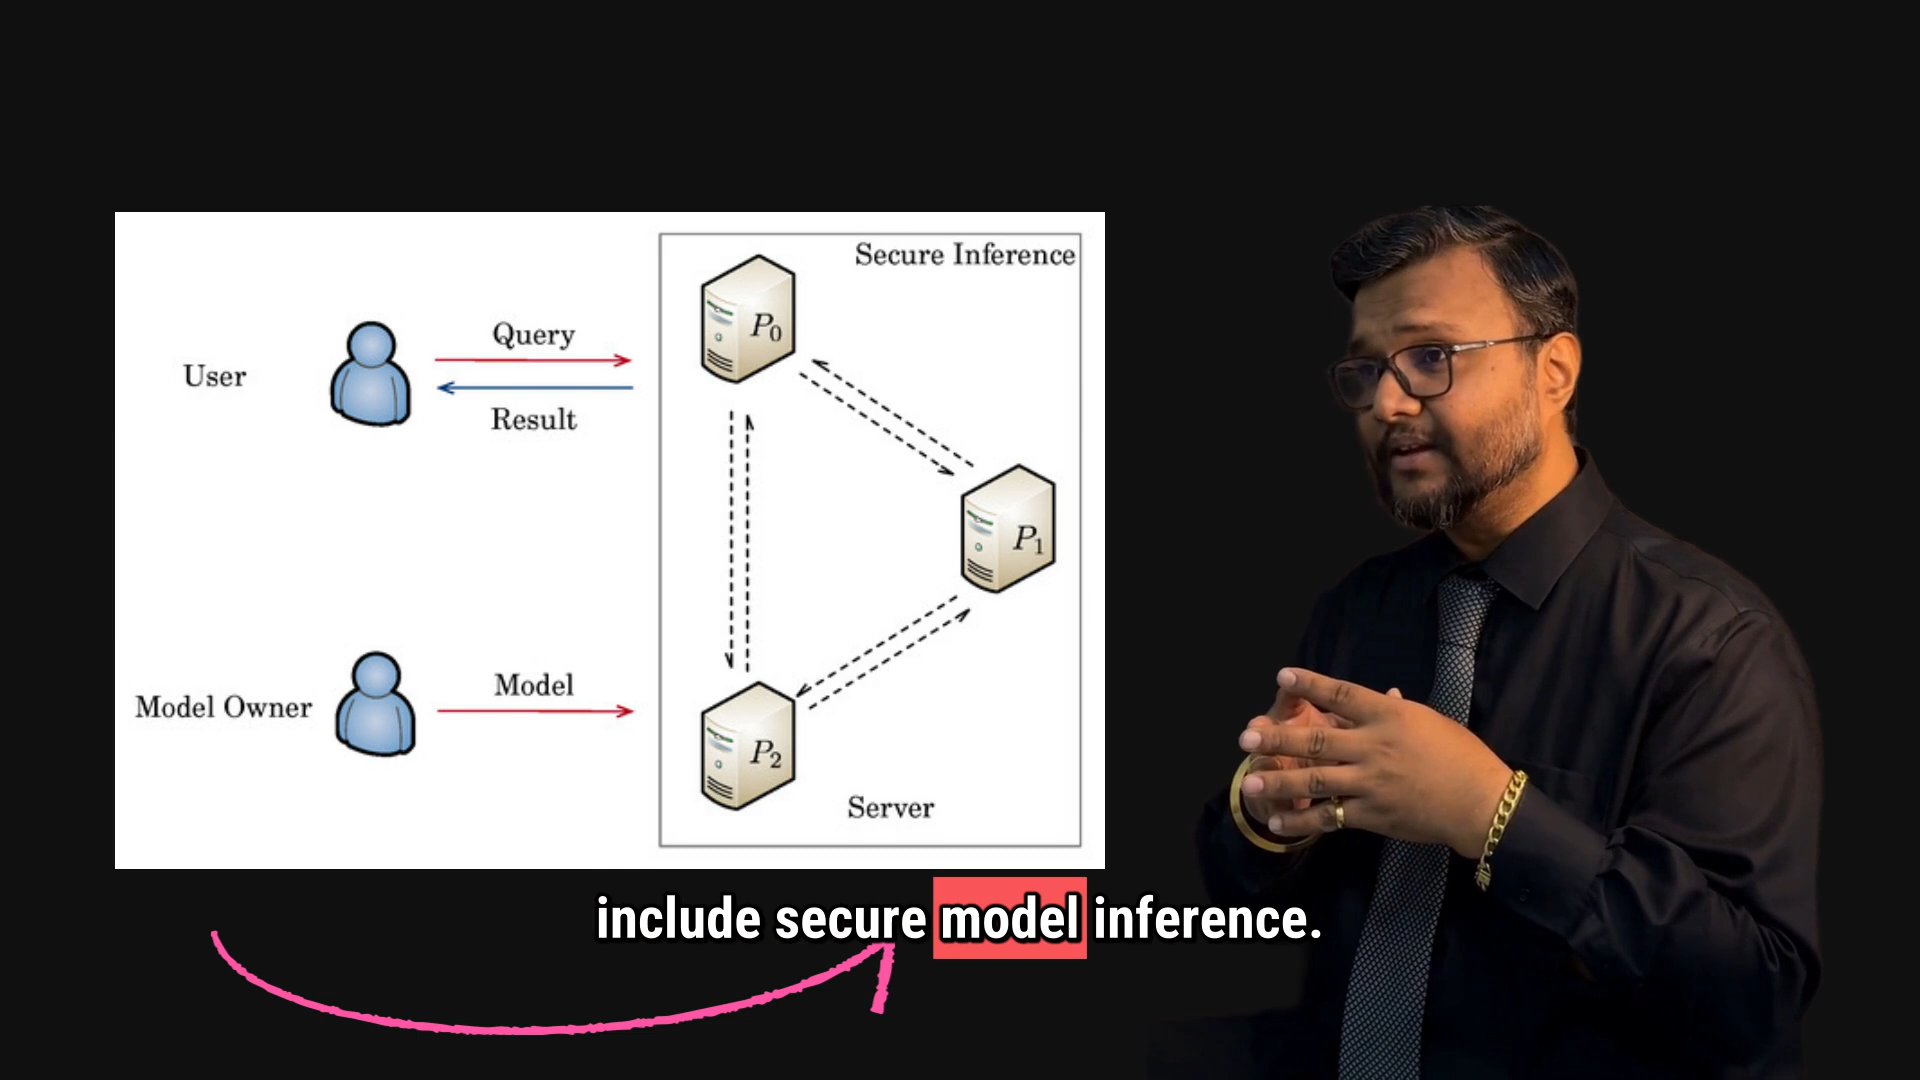 Secure Inference
P0
Query
User
Result
P1
Model
Model Owner
P2
Server
include secure model inference.